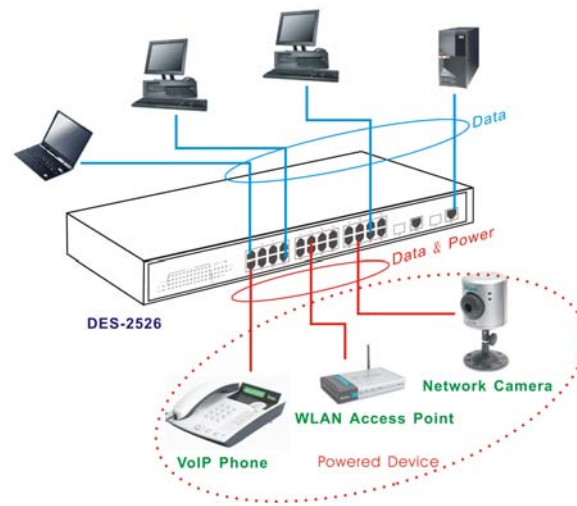 Data
Data & Power
DES-2526
Network Camera
WLAN Access Point
VoIP Phone
Powered Device